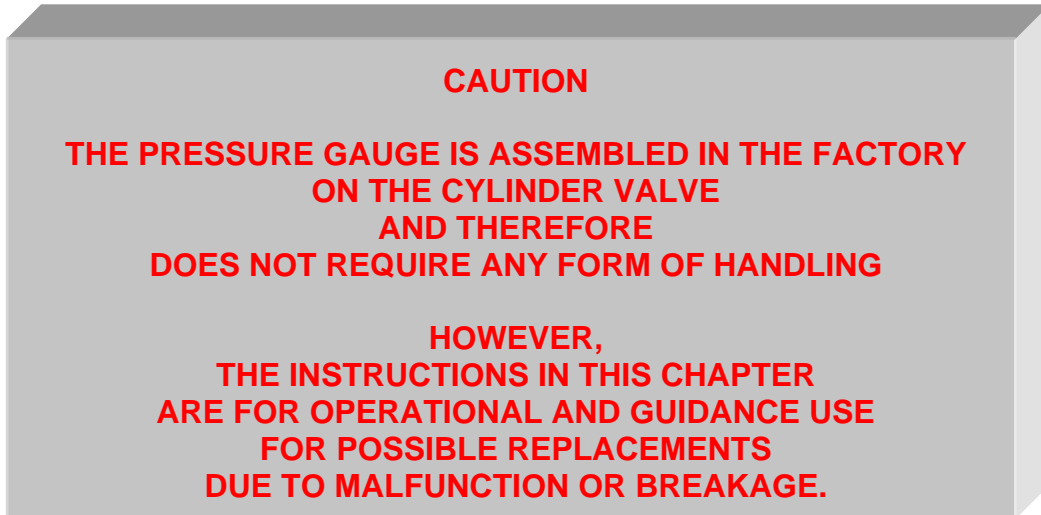 CAUTION
THE PRESSURE GAUGE IS ASSEMBLED IN THE FACTORY
ON THE CYLINDER VALVE
AND THEREFORE
DOES NOT REQUIRE ANY FORM OF HANDLING
HOWEVER,
THE INSTRUCTIONS IN THIS CHAPTER
ARE FOR OPERATIONAL AND GUIDANCE USE
FOR POSSIBLE REPLACEMENTS
DUE TO MALFUNCTION OR BREAKAGE.